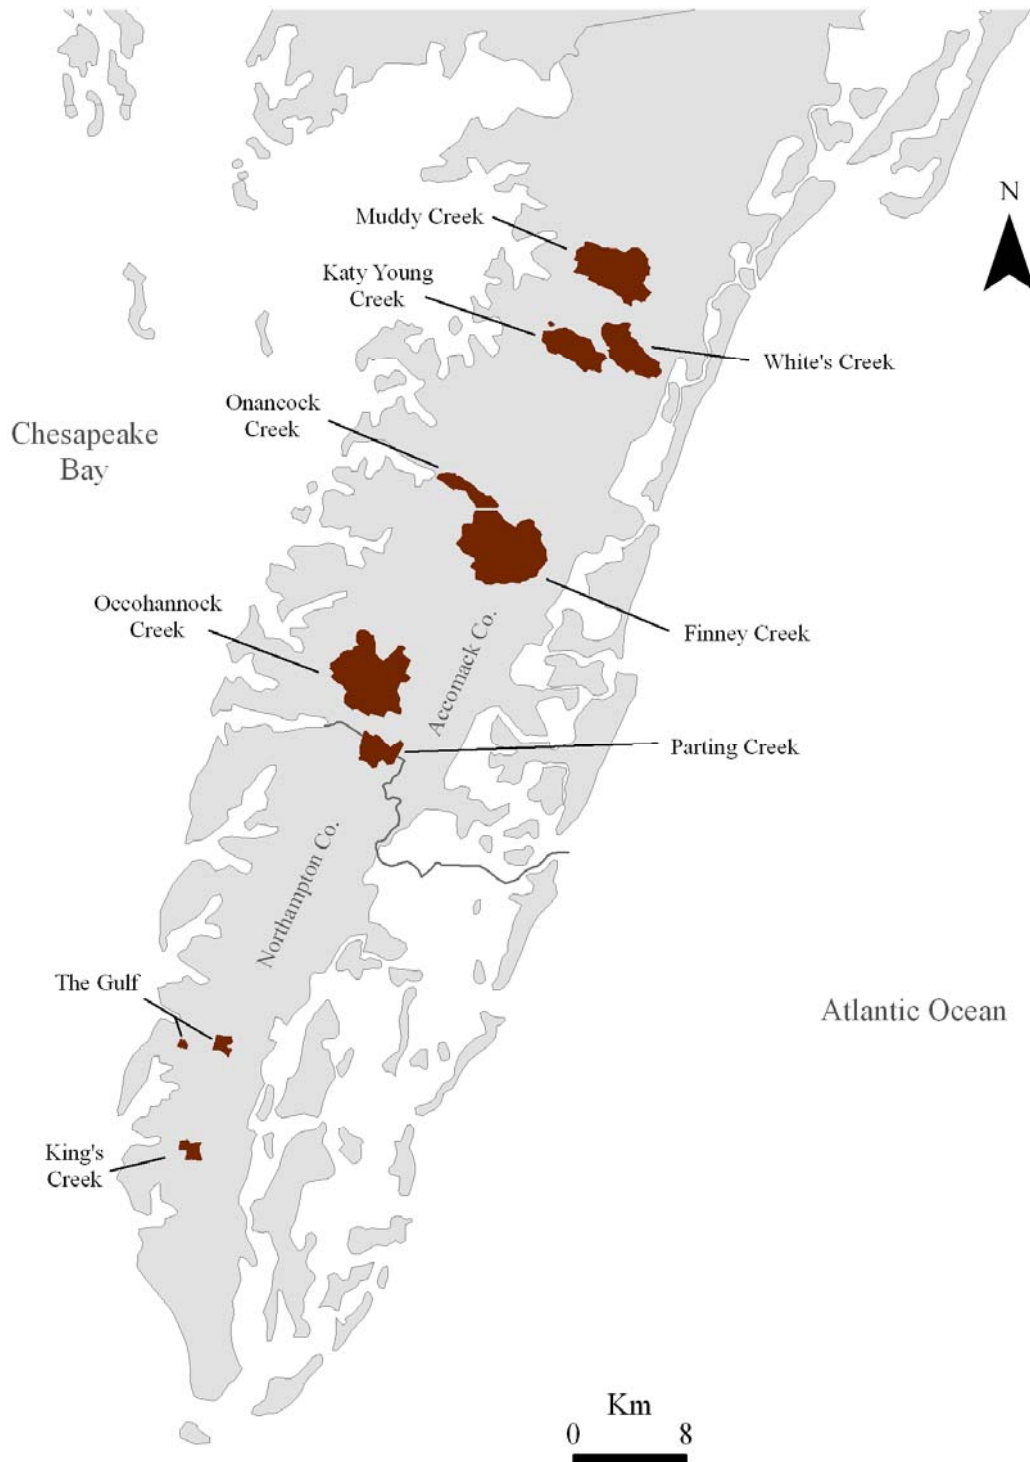 N
Muddy Creek
Katy Young
Creek
White's Creek
Onancock
Creek
Chesapeake
Bay
Occohannock
Creek
Finney Creek
Accomack Co.
Parting Creek
Northampton Co.
The Gulf
Atlantic Ocean
King's
Creek
Km
0 8